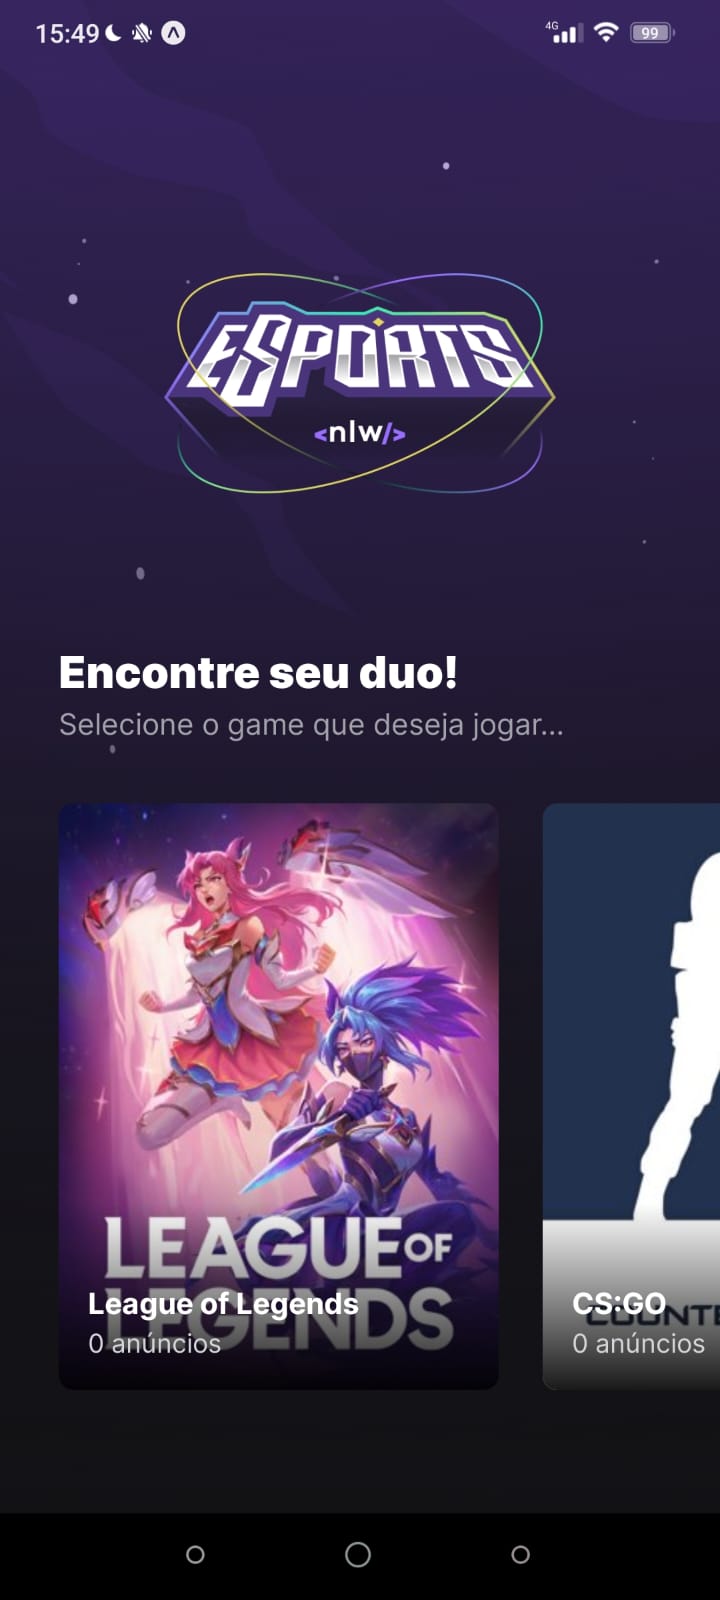 15:49
4G
99
ESPORTS
<nlw/>
Encontre seu duo!
Selecione o game que deseja jogar...
LEAGUE OF
LEGENDS
League of Legends
0 anúncios
COUNTE
CS:GO
0 anúncios